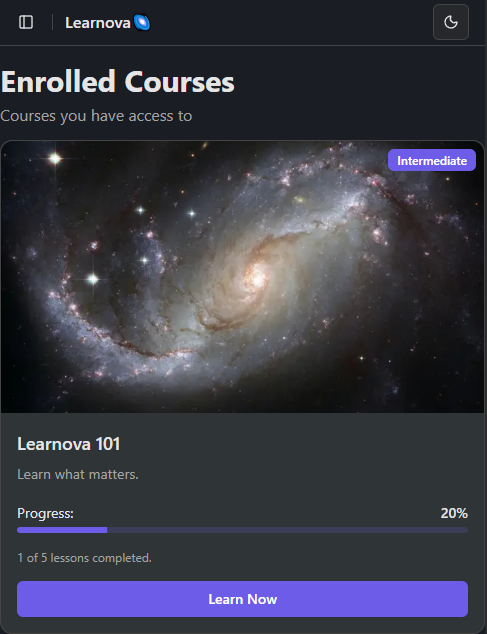 Learnova
Enrolled Courses
Courses you have access to
Intermediate
Learnova 101
Learn what matters.
Progress: 20%
1 of 5 lessons completed.
Learn Now